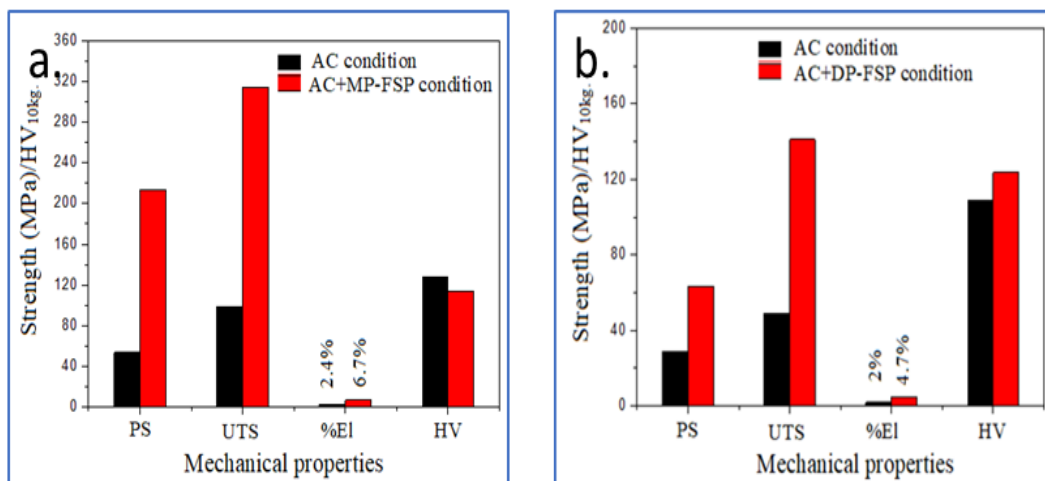 a.
AC condition
AC+MP-FSP condition
Strength (MPa)/HV10kg.
360
320
280
240
200
160
120
80
40
0
2.4%
6.7%
PS UTS %El HV
Mechanical properties
b.
AC condition
AC+DP-FSP condition
Strength (MPa)/HV10kg.
200
160
120
80
40
0
2%
4.7%
PS UTS %El HV
Mechanical properties